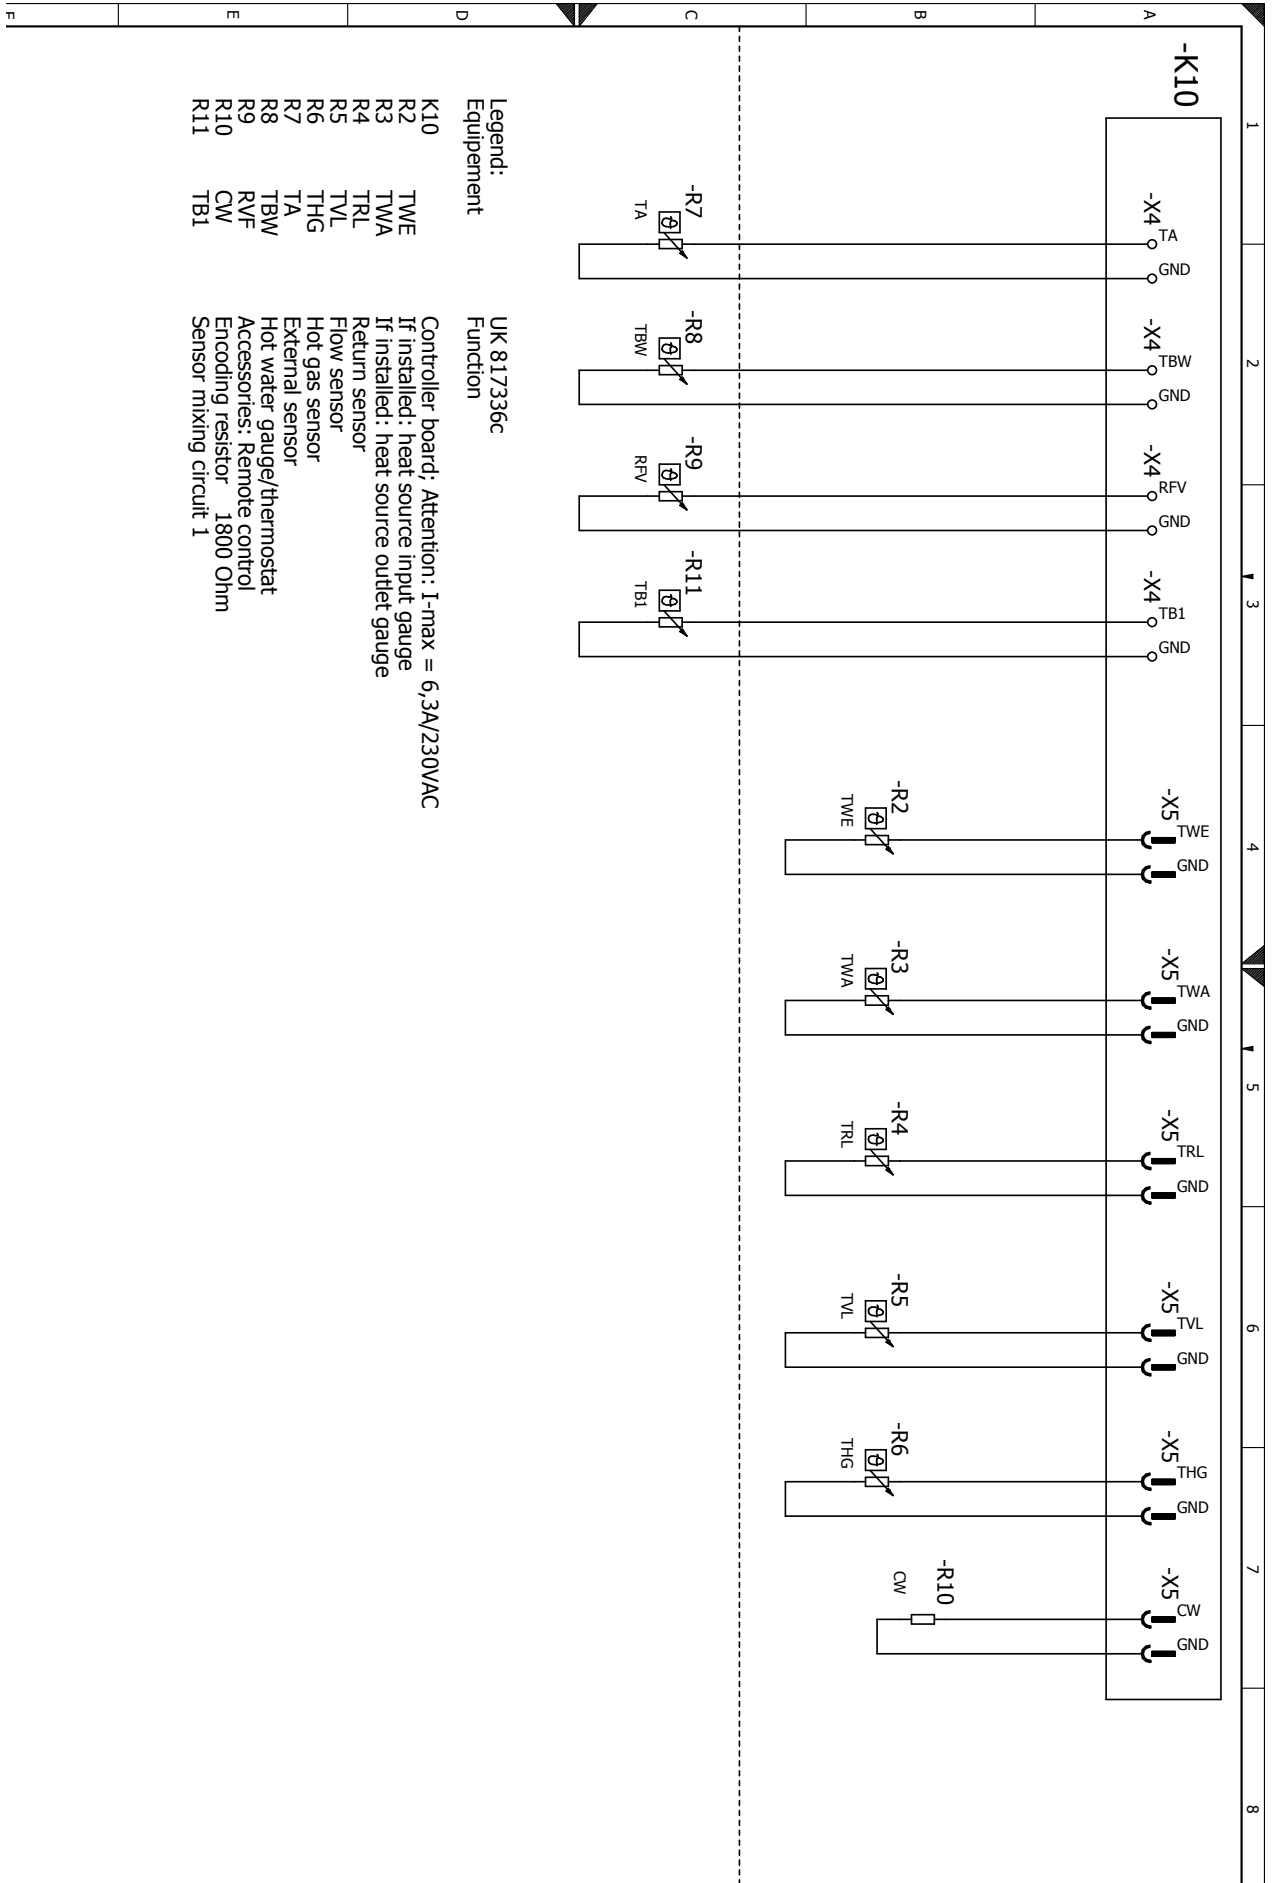 1 2 3 4 5 6 7 8
A
B
C
D
E
F
-K10
-X4 TA GND
-X4 TBW GND
-X4 RFV GND
-X4 TB1 GND
-X5 TWE GND
-X5 TWA GND
-X5 TRL GND
-X5 TVL GND
-X5 THG GND
-X5 CW GND
-R2 TWE
-R3 TWA
-R4 TRL
-R5 TVL
-R6 THG
-R10 CW
-R7 TA
-R8 TBW
-R9 RFV
-R11 TB1
Legend: UK 817336c
Equipement Function
K10 Controller board; Attention: I-max = 6,3A/230VAC
R2 TWE If installed: heat source input gauge
R3 TWA If installed: heat source outlet gauge
R4 TRL Return sensor
R5 TVL Flow sensor
R6 THG Hot gas sensor
R7 TA External sensor
R8 TBW Hot water gauge/thermostat
R9 RVF Accessories: Remote control
R10 CW Encoding resistor 1800 Ohm
R11 TB1 Sensor mixing circuit 1